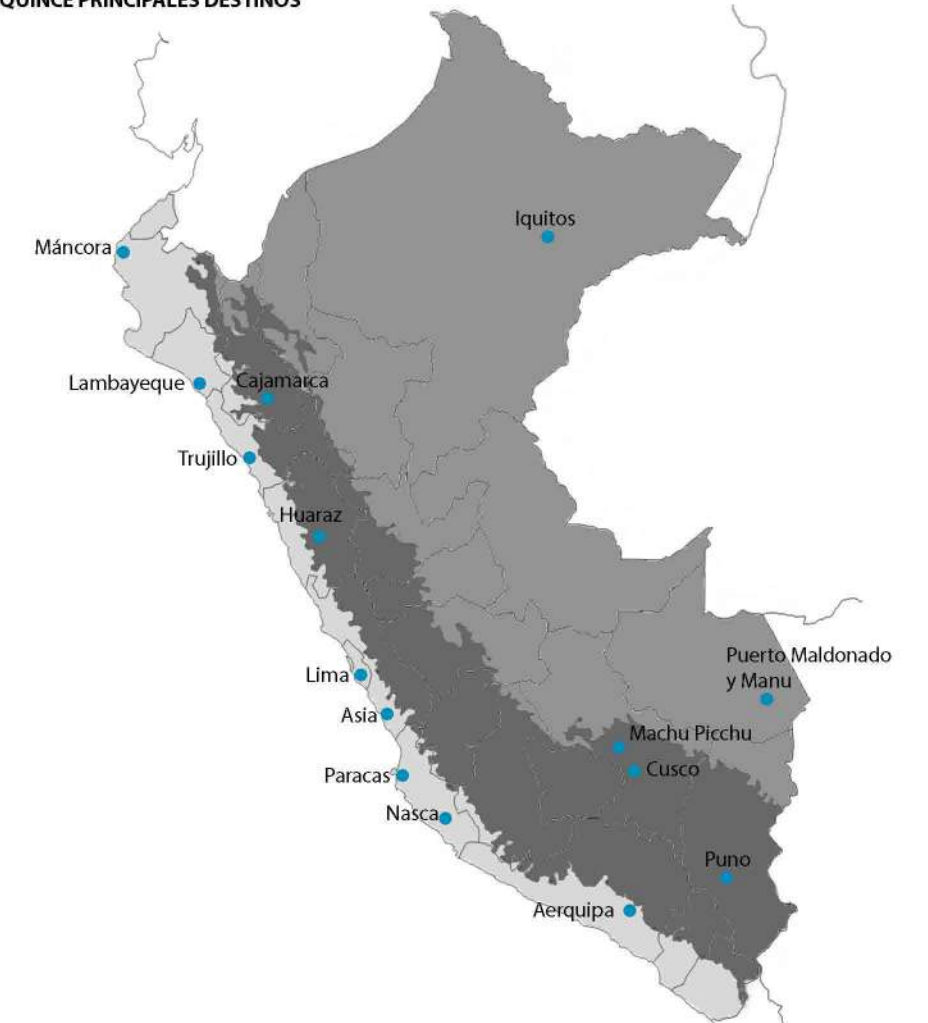 QUINCE PRINCIPALES DESTINOS
Iquitos
Máncora
Lambayeque
Cajamarca
Trujillo
Huaraz
Puerto Maldonado
y Manu
Lima
Asia
Machu Picchu
Paracas
Cusco
Nasca
Puno
Aerquipa